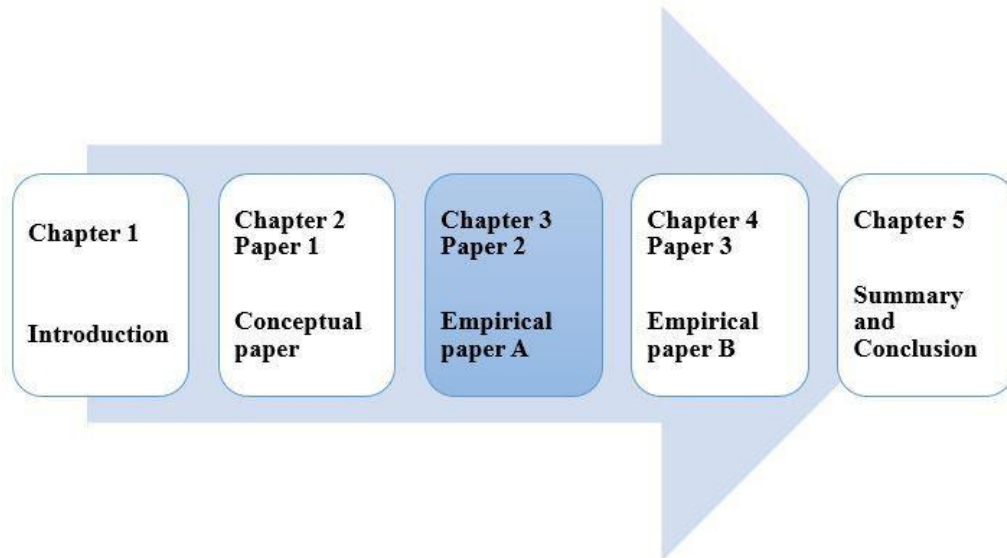 Chapter 1
Introduction
Chapter 2
Paper 1
Conceptual
paper
Chapter 3
Paper 2
Empirical
paper A
Chapter 4
Paper 3
Empirical
paper B
Chapter 5
Summary
and
Conclusion